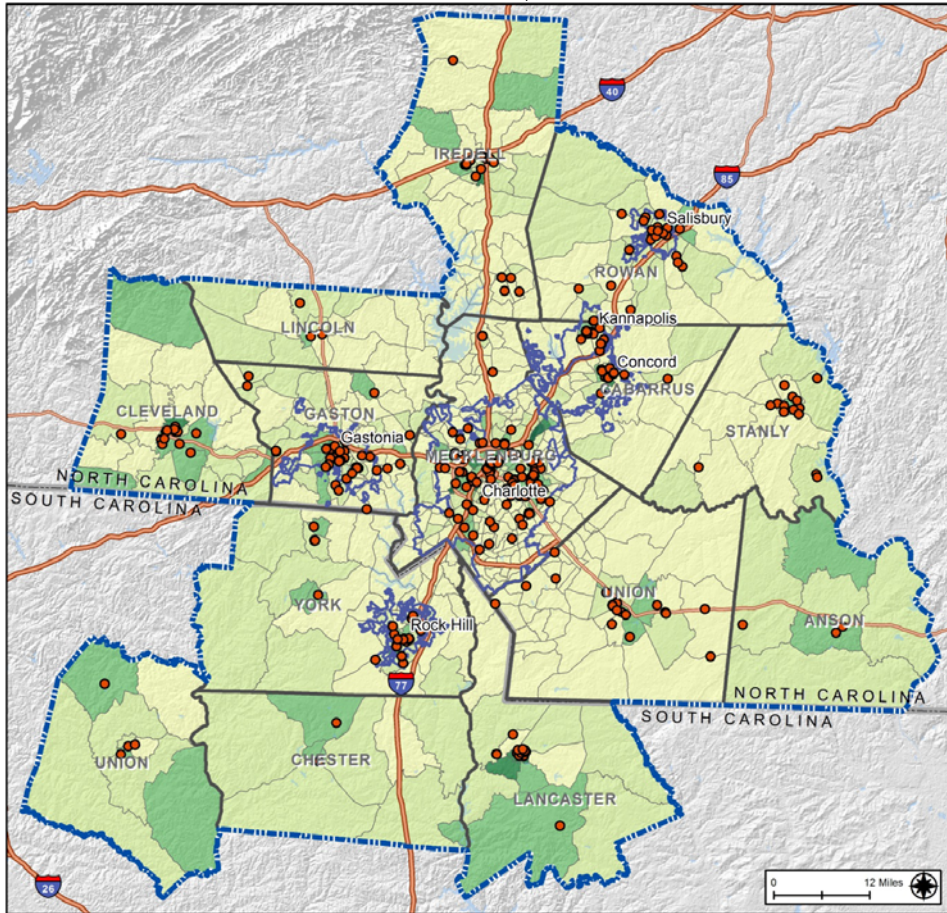 40
IREDELL
85
Salisbury
ROWAN
Kannapolis
LINCOLN
Concord
CABARRUS
CLEVELAND
GASTON
Gastonia
STANLY
MECKLENBURG
NORTH CAROLINA
Charlotte
SOUTH CAROLINA
YORK
UNION
ANSON
Rock Hill
77
NORTH CAROLINA
SOUTH CAROLINA
UNION
CHESTER
LANCASTER
26
0 12 Miles